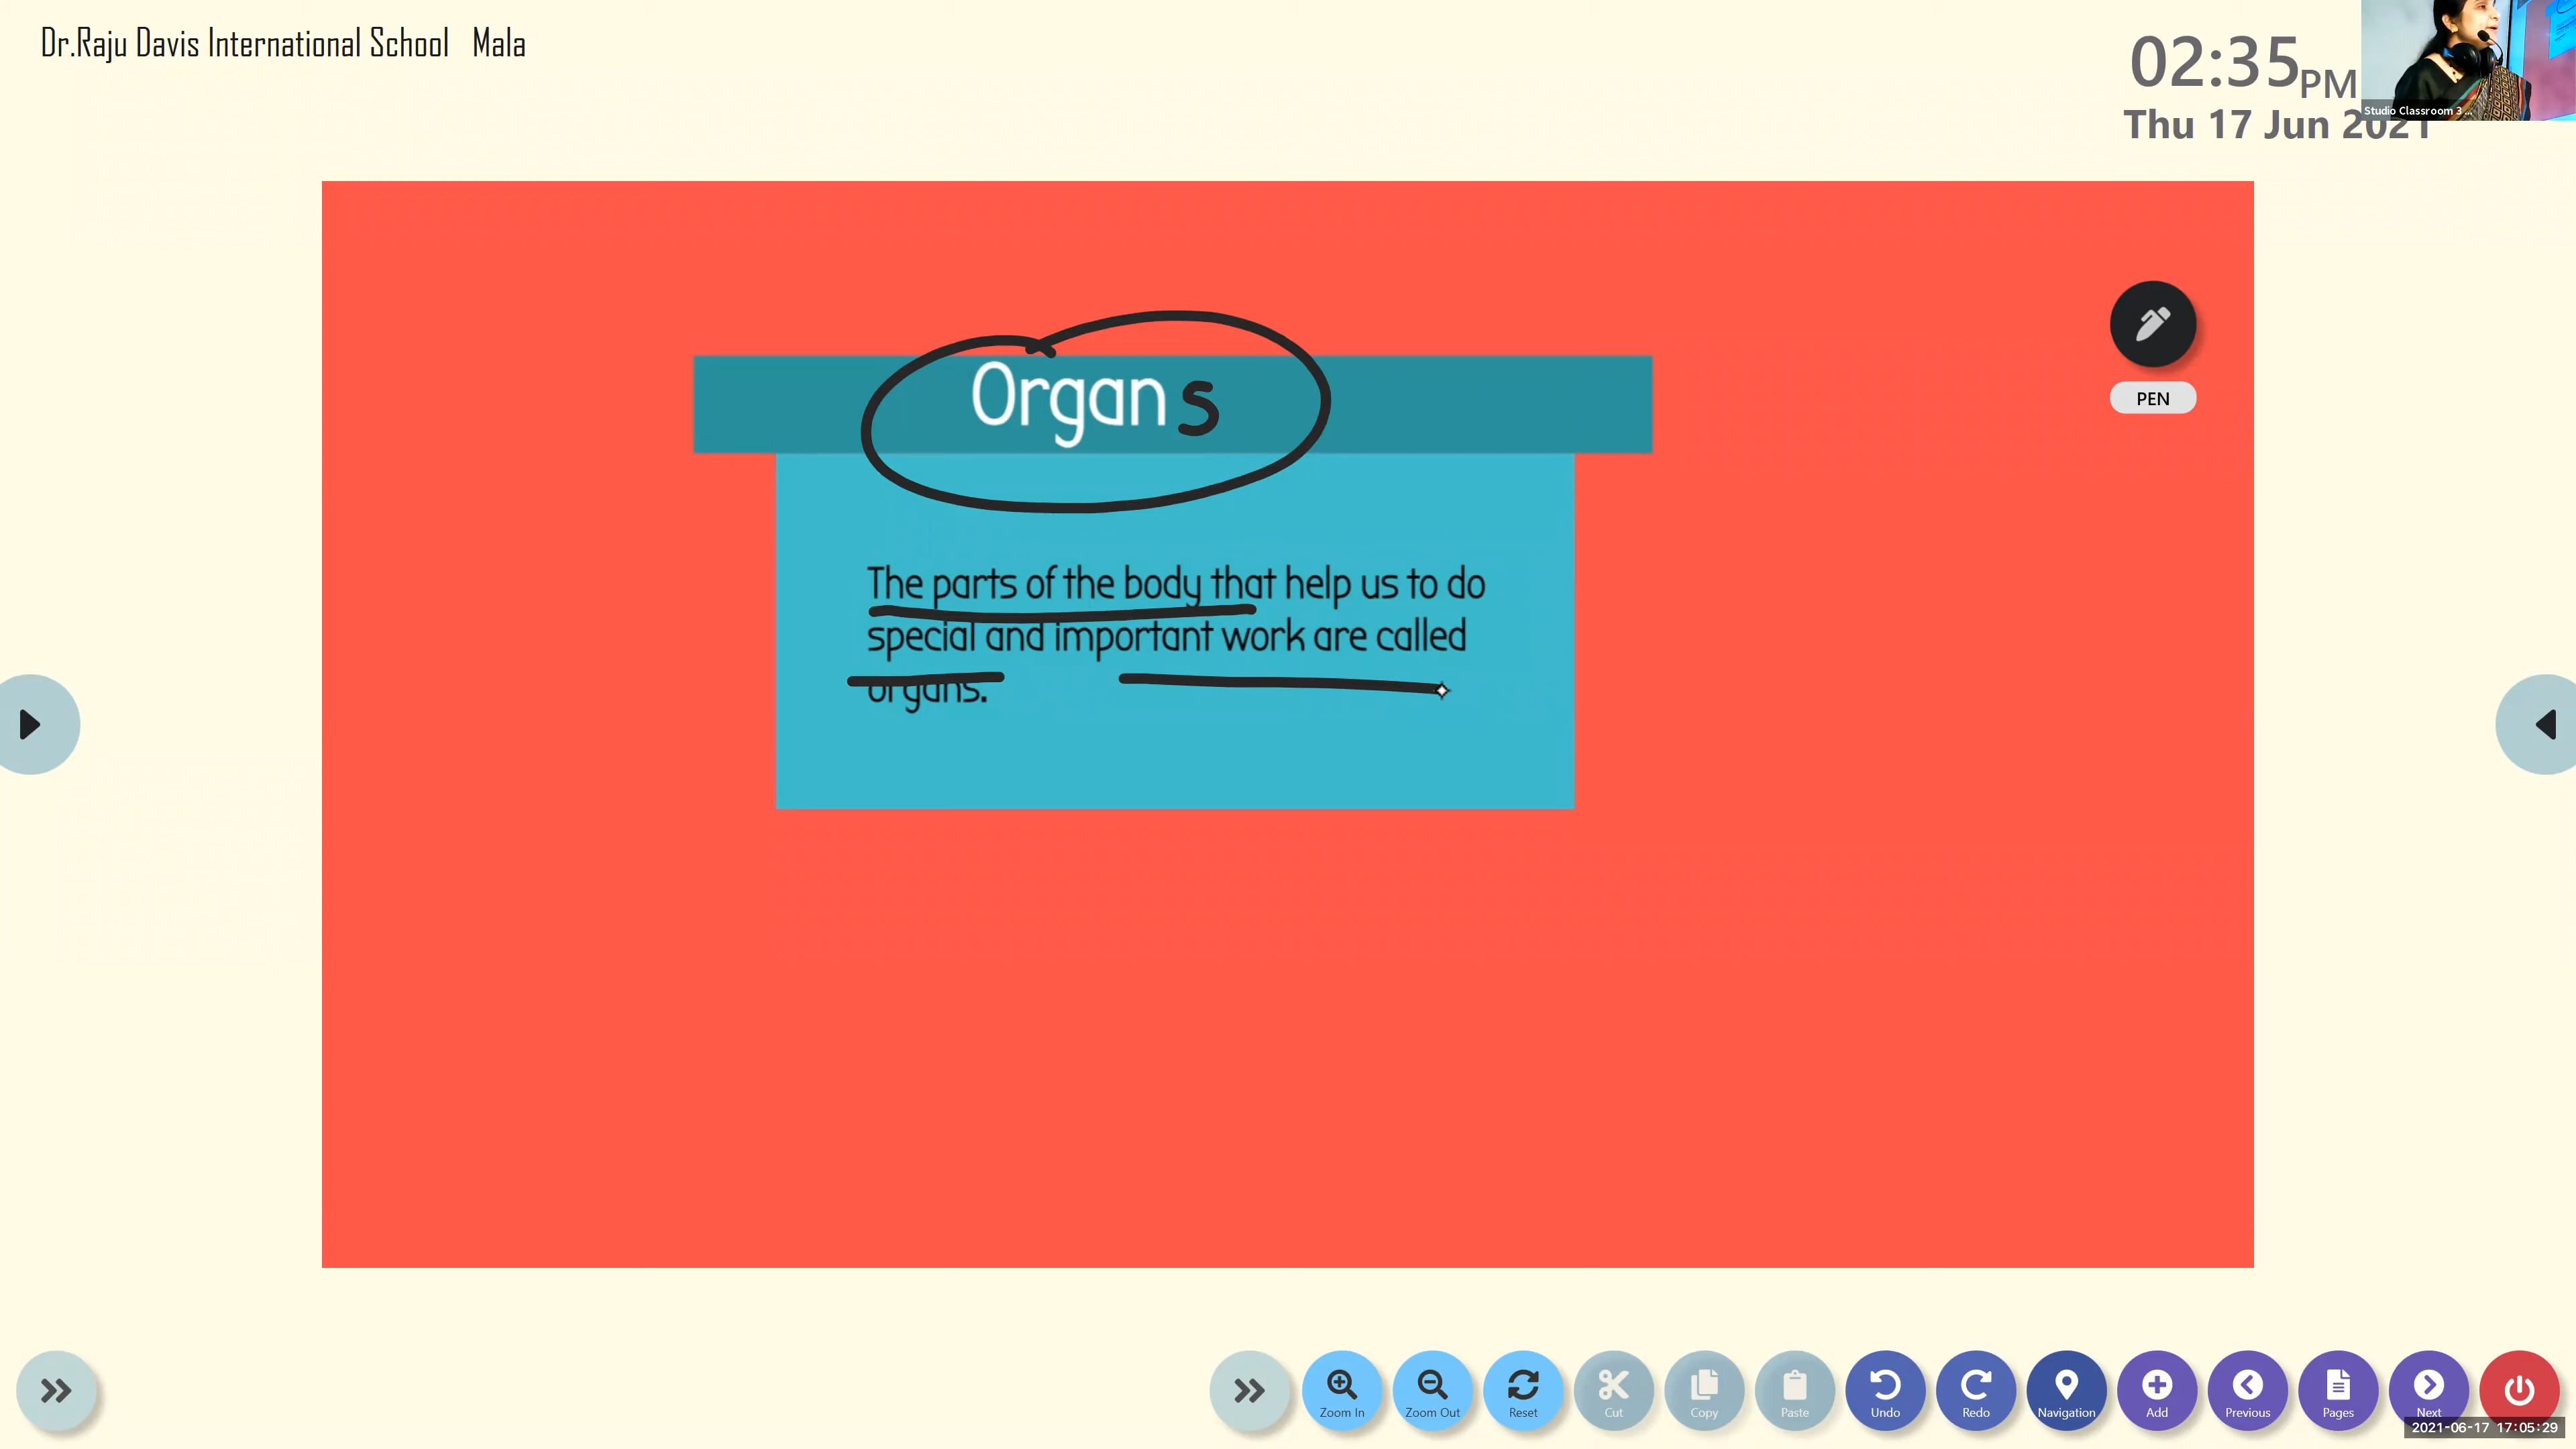 Dr.Raju Davis International School Mala
02:35PM
Thu 17 Jun 2021
Studio Classroom 3 ...
Organs
PEN
The parts of the body that help us to do
special and important work are called
organs.
Zoom In Zoom Out Reset Cut Copy Paste Undo Redo Navigation Add Previous Pages Next
2021-06-17 17:05:29